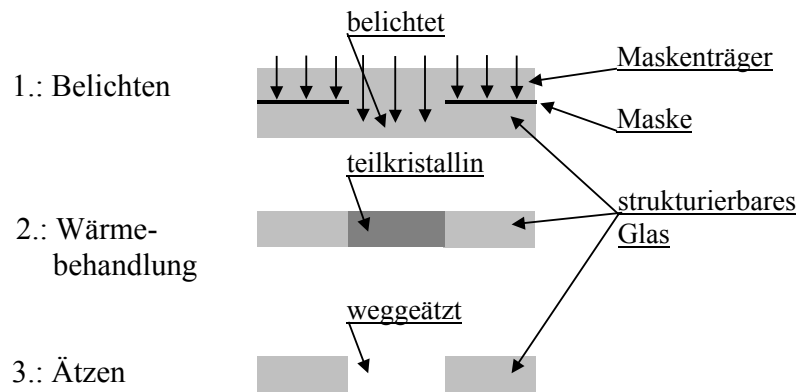 belichtet
Maskenträger
1.: Belichten
Maske
teilkristallin
strukturierbares
Glas
2.: Wärme-
behandlung
weggeätzt
3.: Ätzen